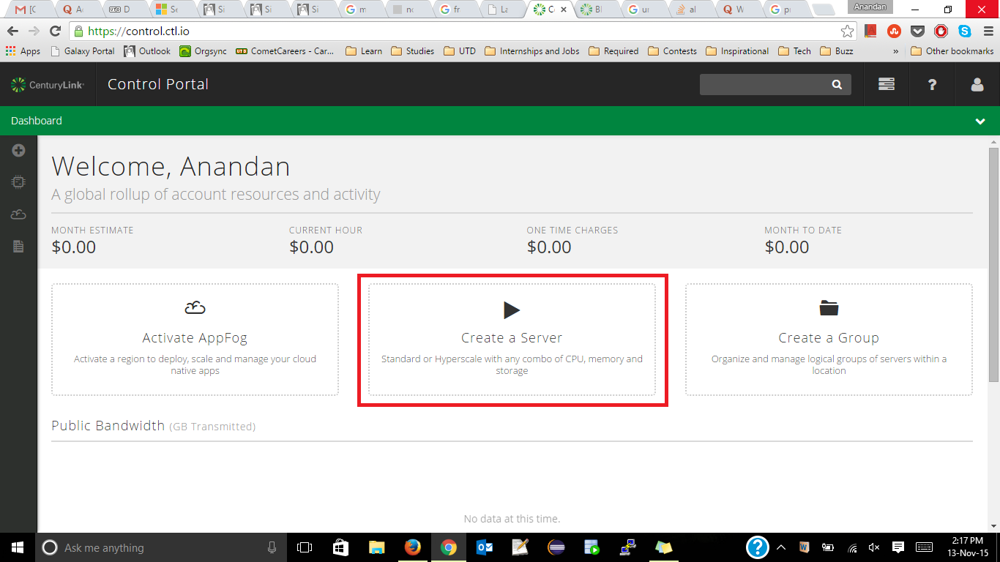 [C
Ac
UTD D
Se
Si
Si
Si
m
nc
fr
La
C
Bl
ur
al
W
pr
Anandan
https://control.ctl.io
Apps Galaxy Portal Outlook Orgsync UTD CometCareers - Car... Learn Studies UTD Internships and Jobs Required Contests Inspirational Tech Buzz » Other bookmarks
CenturyLink Control Portal ?
Dashboard
Welcome, Anandan
A global rollup of account resources and activity
MONTH ESTIMATE CURRENT HOUR ONE TIME CHARGES MONTH TO DATE
$0.00 $0.00 $0.00 $0.00
Activate AppFog
Activate a region to deploy, scale and manage your cloud
native apps
Create a Server
Standard or Hyperscale with any combo of CPU, memory and
storage
Create a Group
Organize and manage logical groups of servers within a
location
Public Bandwidth (GB Transmitted)
No data at this time.
Ask me anything
2:17 PM
13-Nov-15